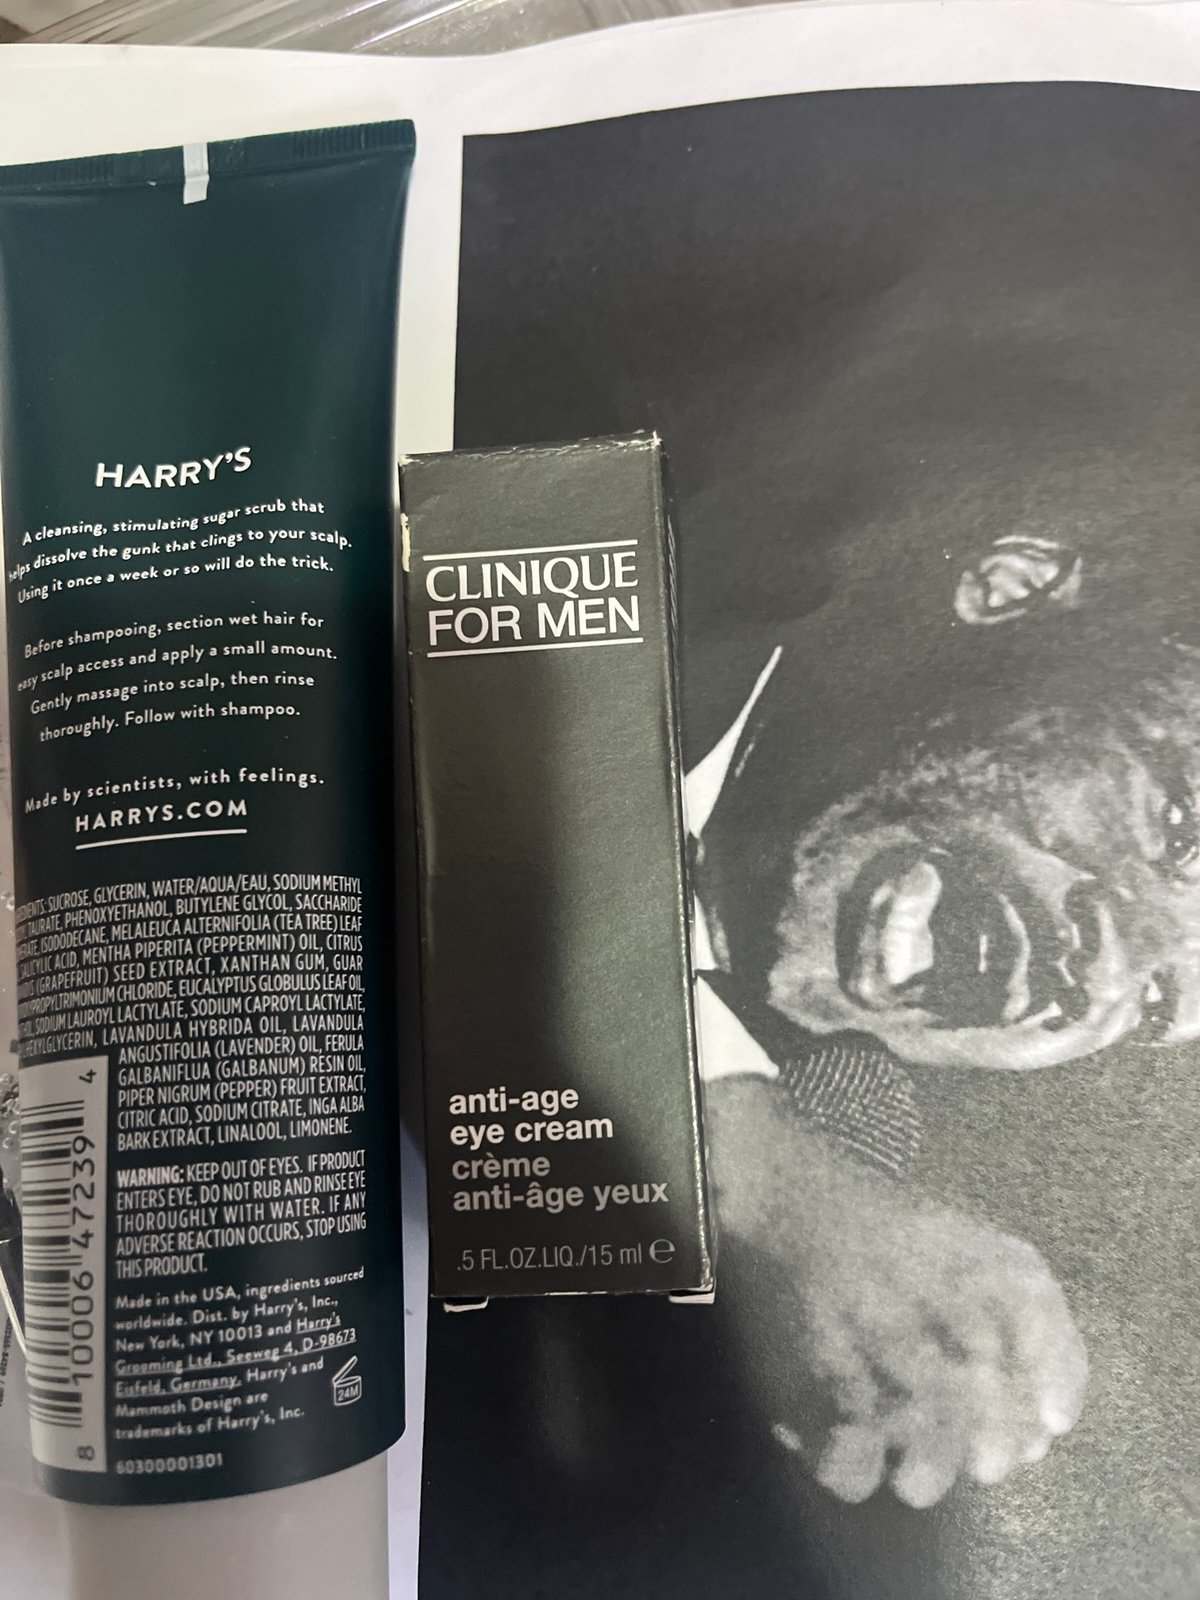 HARRY'S
A cleansing, stimulating sugar scrub that
helps dissolve the gunk that clings to your scalp.
Using it once a week or so will do the trick.
Before shampooing, section wet hair for
easy scalp access and apply a small amount.
Gently massage into scalp, then rinse
thoroughly. Follow with shampoo.
Made by scientists, with feelings.
HARRYS.COM
SUCROSE, GLYCERIN, WATER/AQUA/EAU, SODIUM METHYL
TAURATE, PHENOXYETHANOL, BUTYLENE GLYCOL, SACCHARIDE
ISODODECANE, MELALEUCA ALTERNIFOLIA (TEA TREE) LEAF
SALICYLIC ACID, MENTHA PIPERITA (PEPPERMINT) OIL, CITRUS
(GRAPEFRUIT) SEED EXTRACT, XANTHAN GUM, GUAR
CHLORIDE, EUCALYPTUS GLOBULUS LEAF OIL,
SODIUM LAUROYL LACTYLATE, SODIUM CAPROYL LACTYLATE,
LAVANDULA HYBRIDA OIL, LAVANDULA
ANGUSTIFOLIA (LAVENDER) OIL, FERULA
GALBANIFLUA (GALBANUM) RESIN OIL,
PIPER NIGRUM (PEPPER) FRUIT EXTRACT,
CITRIC ACID, SODIUM CITRATE, INGA ALBA
BARK EXTRACT, LINALOOL, LIMONENE.
WARNING: KEEP OUT OF EYES. IF PRODUCT
ENTERS EYE, DO NOT RUB AND RINSE EYE
THOROUGHLY WITH WATER. IF ANY
ADVERSE REACTION OCCURS, STOP USING
THIS PRODUCT.
Made in the USA, ingredients sourced
worldwide. Dist. by Harry's, Inc.,
New York, NY 10013 and Harry's
Grooming Ltd., Seeweg 4, D-98673
Eisfeld, Germany. Harry's and
Mammoth Design are
trademarks of Harry's, Inc.
24M
60300001301
8 10006 47239 4
CLINIQUE
FOR MEN
anti-age
eye cream
crème
anti-âge yeux
.5 FL.OZ.LIQ./15 ml e